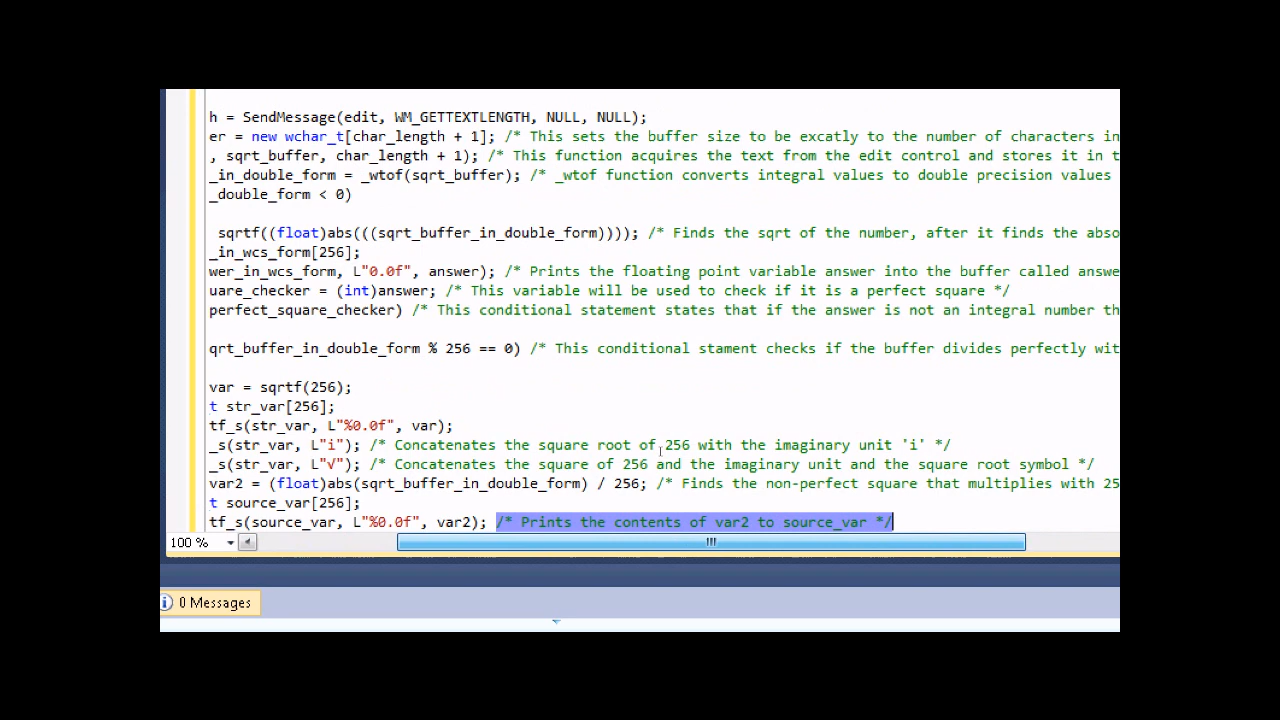 h = SendMessage(edit, WM_GETTEXTLENGTH, NULL, NULL);
er = new wchar_t[char_length + 1]; /* This sets the buffer size to be excatly to the number of characters in
, sqrt_buffer, char_length + 1); /* This function acquires the text from the edit control and stores it in t
_in_double_form = _wtof(sqrt_buffer); /* _wtof function converts integral values to double precision values
_double_form < 0)
sqrtf((float)abs(((sqrt_buffer_in_double_form)))); /* Finds the sqrt of the number, after it finds the abso
_in_wcs_form[256];
wer_in_wcs_form, L"0.0f", answer); /* Prints the floating point variable answer into the buffer called answe
uare_checker = (int)answer; /* This variable will be used to check if it is a perfect square */
perfect_square_checker) /* This conditional statement states that if the answer is not an integral number th
qrt_buffer_in_double_form % 256 == 0) /* This conditional stament checks if the buffer divides perfectly wit
var = sqrtf(256);
t str_var[256];
tf_s(str_var, L"%0.0f", var);
_s(str_var, L"i"); /* Concatenates the square root of 256 with the imaginary unit 'i' */
_s(str_var, L"√"); /* Concatenates the square of 256 and the imaginary unit and the square root symbol */
var2 = (float)abs(sqrt_buffer_in_double_form) / 256; /* Finds the non-perfect square that multiplies with 25
t source_var[256];
tf_s(source_var, L"%0.0f", var2); /* Prints the contents of var2 to source_var */
100 %
0 Messages